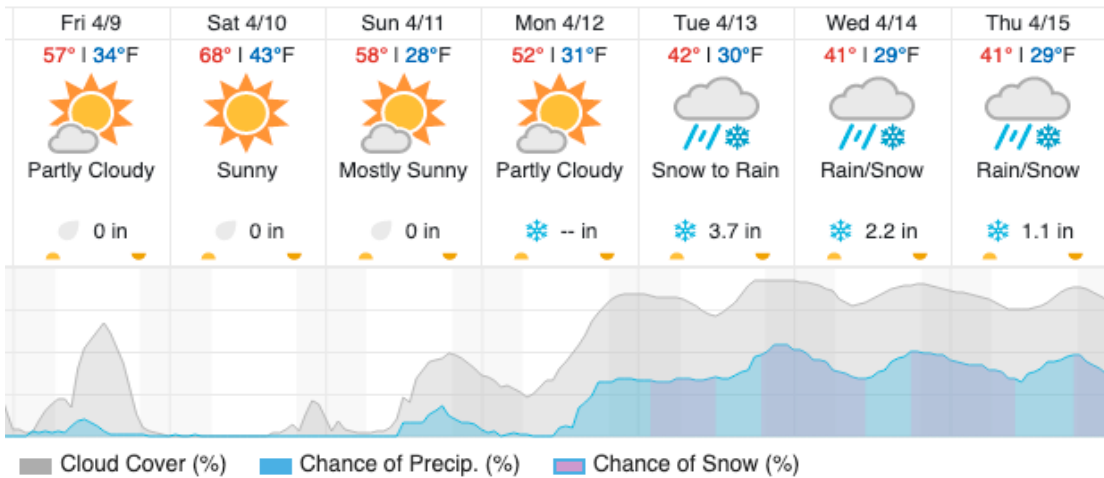 Fri 4/9 Sat 4/10 Sun 4/11 Mon 4/12 Tue 4/13 Wed 4/14 Thu 4/15
57° | 34°F 68° | 43°F 58° | 28°F 52° | 31°F 42° | 30°F 41° | 29°F 41° | 29°F
Partly Cloudy Sunny Mostly Sunny Partly Cloudy Snow to Rain Rain/Snow Rain/Snow
0 in 0 in 0 in -- in 3.7 in 2.2 in 1.1 in
Cloud Cover (%) Chance of Precip. (%) Chance of Snow (%)